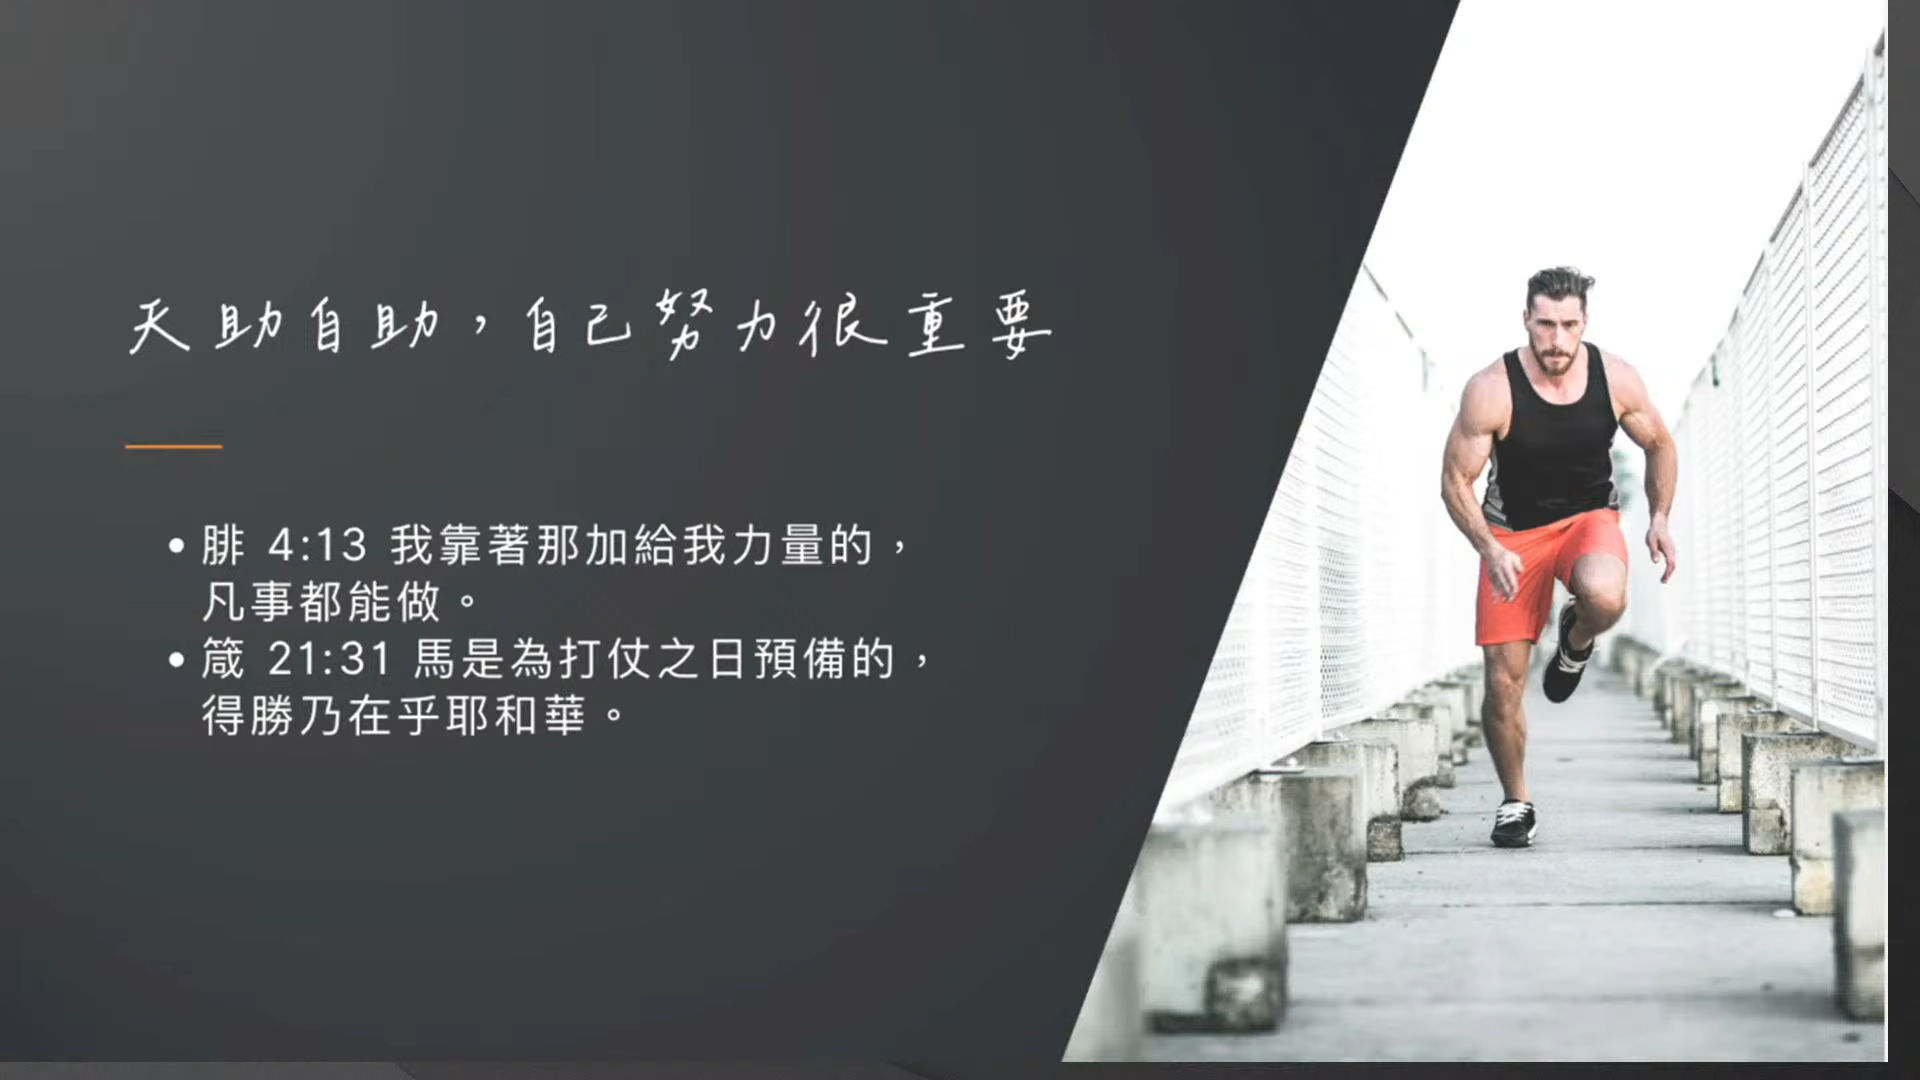 天助自助，自己努力很重要
• 腓 4:13 我靠著那加給我力量的，
凡事都能做。
• 箴 21:31 馬是為打仗之日預備的，
得勝乃在乎耶和華。